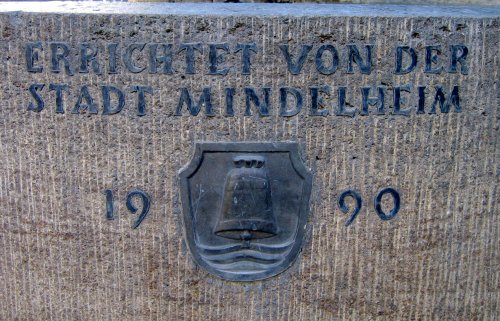 ERRICHTET VON DER
STADT MINDELHEIM
19 90